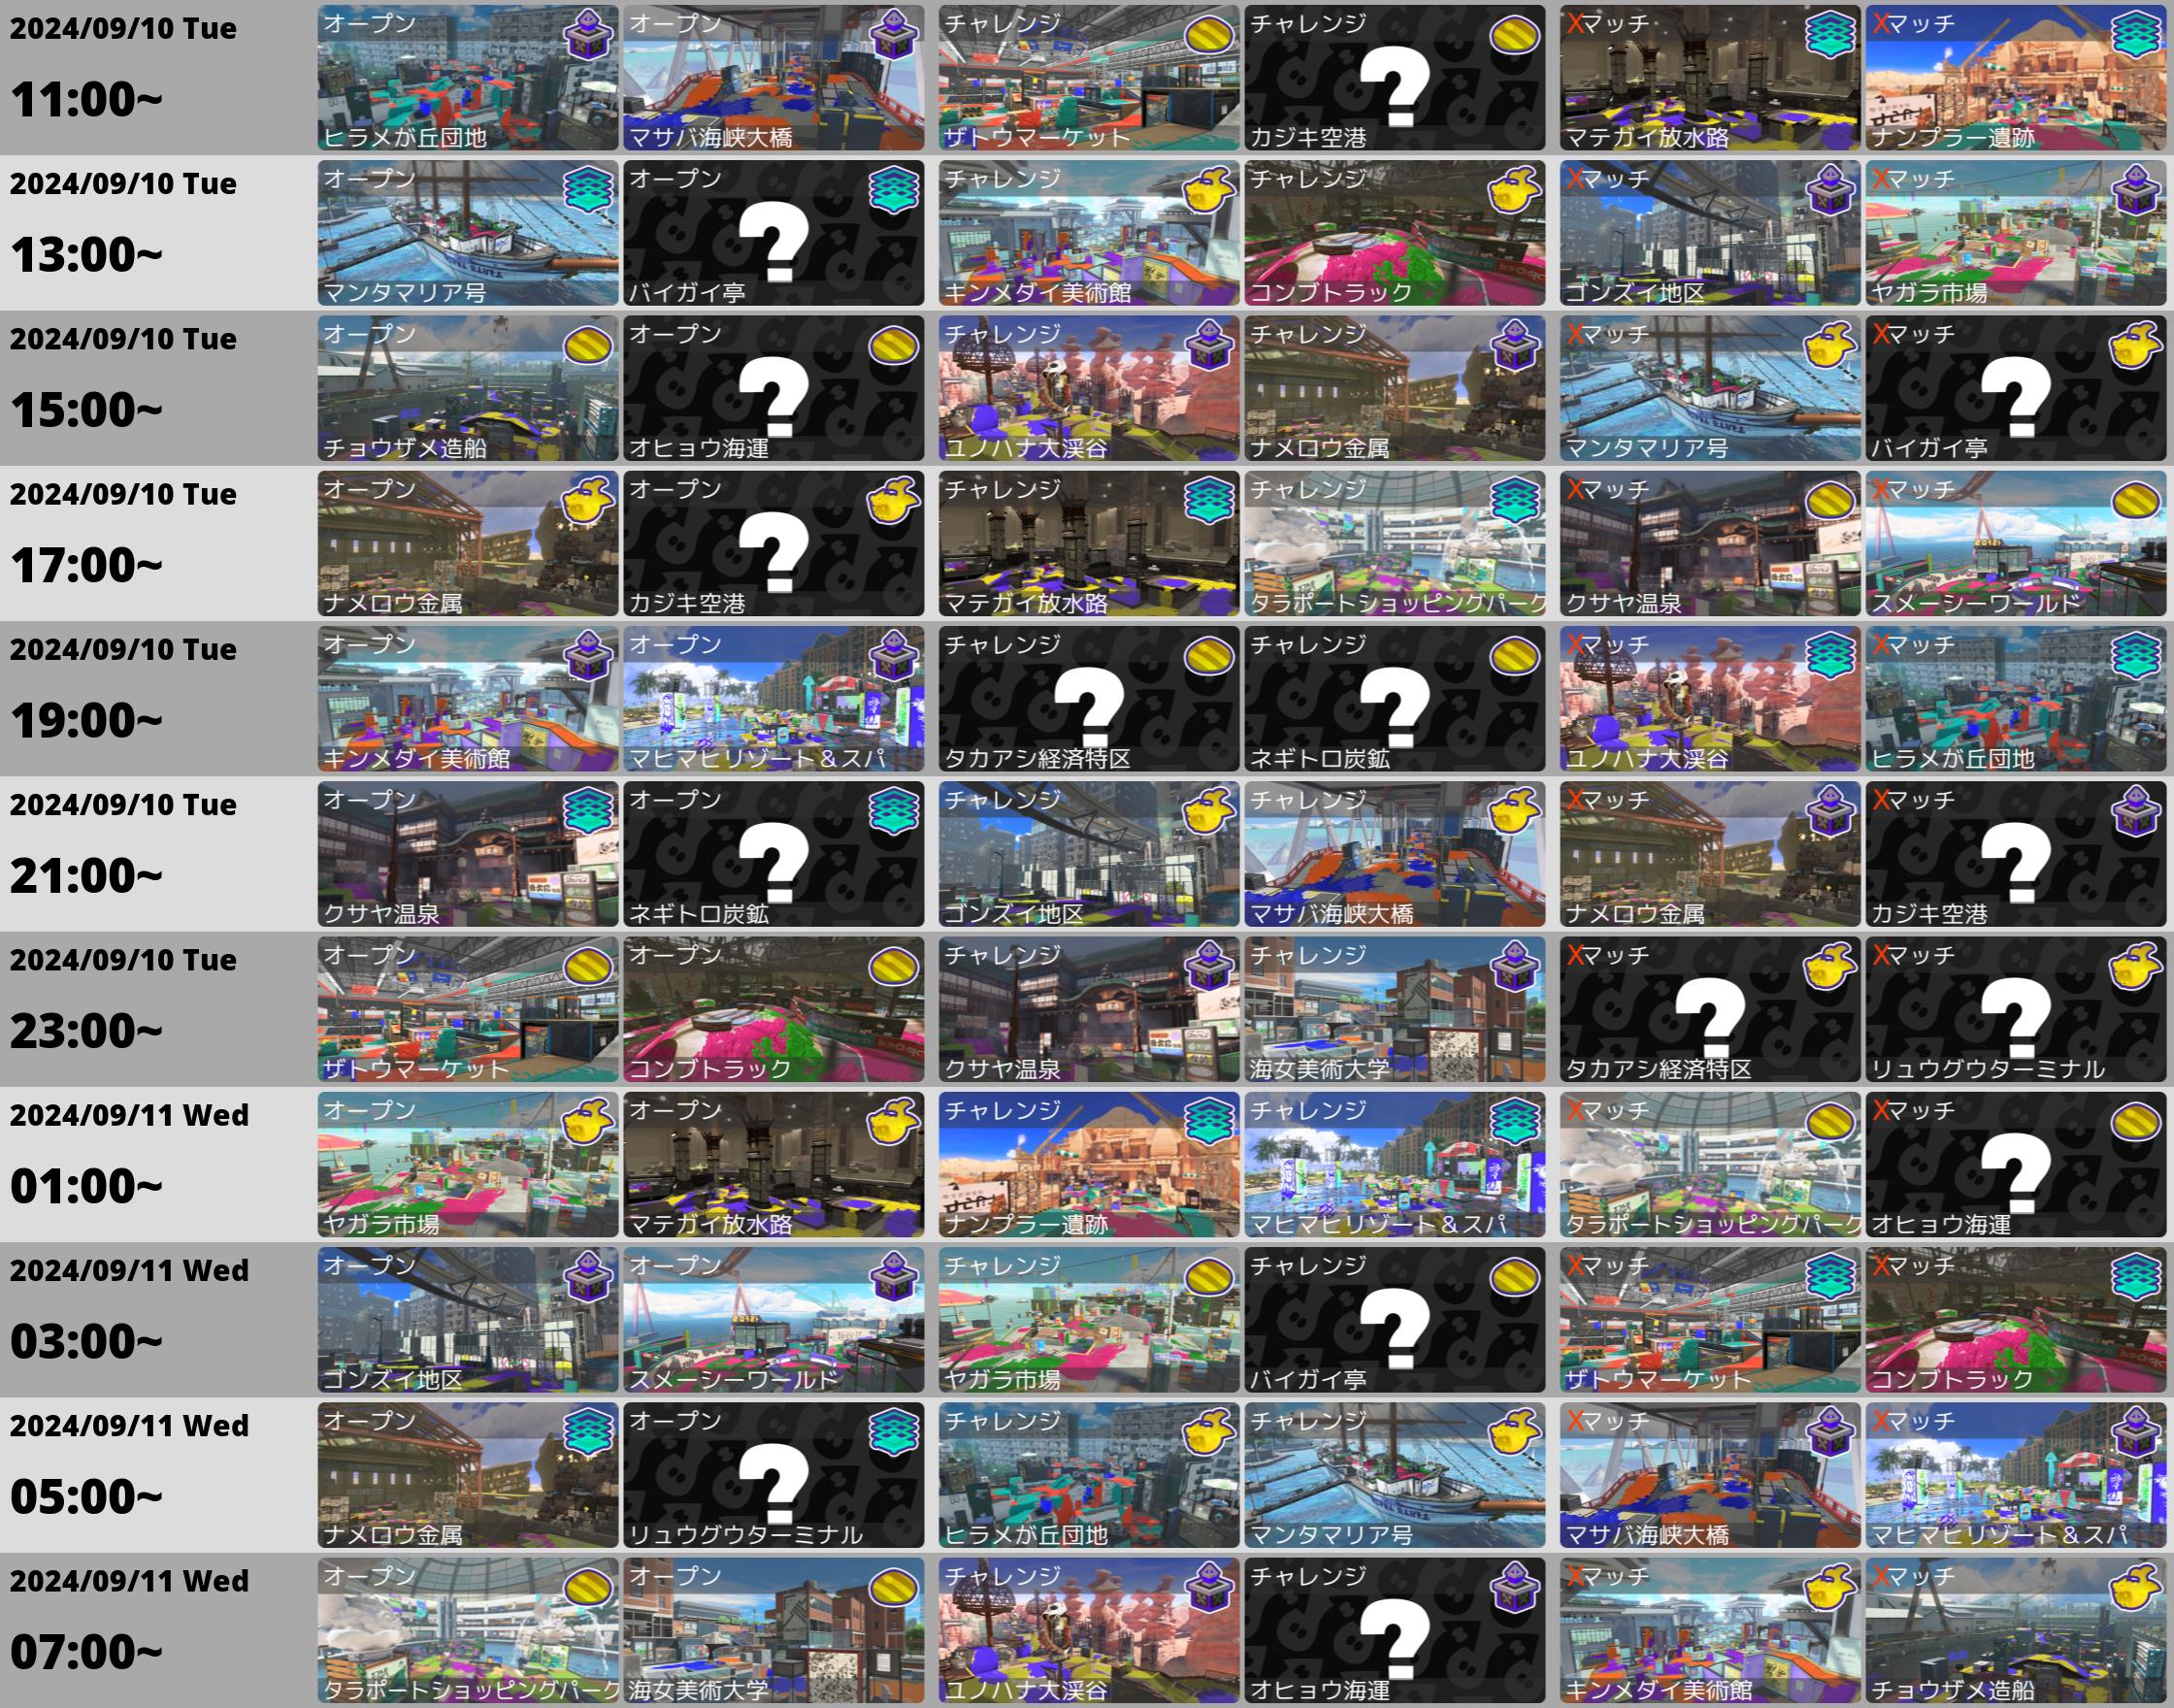 2024/09/10 Tue
11:00~
オープン
ヒラメが丘団地
オープン
マサバ海峡大橋
チャレンジ
ザトウマーケット
チャレンジ
カジキ空港
Xマッチ
マテガイ放水路
Xマッチ
ナンプラー遺跡
2024/09/10 Tue
13:00~
オープン
マンタマリア号
オープン
バイガイ亭
チャレンジ
キンメダイ美術館
チャレンジ
コンブトラック
Xマッチ
ゴンズイ地区
Xマッチ
ヤガラ市場
2024/09/10 Tue
15:00~
オープン
チョウザメ造船
オープン
オヒョウ海運
チャレンジ
ユノハナ大渓谷
チャレンジ
ナメロウ金属
Xマッチ
マンタマリア号
Xマッチ
バイガイ亭
2024/09/10 Tue
17:00~
オープン
ナメロウ金属
オープン
カジキ空港
チャレンジ
マテガイ放水路
チャレンジ
タラポートショッピングパーク
Xマッチ
クサヤ温泉
Xマッチ
スメーシーワールド
2024/09/10 Tue
19:00~
オープン
キンメダイ美術館
オープン
マヒマヒリゾート＆スパ
チャレンジ
タカアシ経済特区
チャレンジ
ネギトロ炭鉱
Xマッチ
ユノハナ大渓谷
Xマッチ
ヒラメが丘団地
2024/09/10 Tue
21:00~
オープン
クサヤ温泉
オープン
ネギトロ炭鉱
チャレンジ
ゴンズイ地区
チャレンジ
マサバ海峡大橋
Xマッチ
ナメロウ金属
Xマッチ
カジキ空港
2024/09/10 Tue
23:00~
オープン
ザトウマーケット
オープン
コンブトラック
チャレンジ
クサヤ温泉
チャレンジ
海女美術大学
Xマッチ
タカアシ経済特区
Xマッチ
リュウグウターミナル
2024/09/11 Wed
01:00~
オープン
ヤガラ市場
オープン
マテガイ放水路
チャレンジ
ナンプラー遺跡
チャレンジ
マヒマヒリゾート＆スパ
Xマッチ
タラポートショッピングパーク
Xマッチ
オヒョウ海運
2024/09/11 Wed
03:00~
オープン
ゴンズイ地区
オープン
スメーシーワールド
チャレンジ
ヤガラ市場
チャレンジ
バイガイ亭
Xマッチ
ザトウマーケット
Xマッチ
コンブトラック
2024/09/11 Wed
05:00~
オープン
ナメロウ金属
オープン
リュウグウターミナル
チャレンジ
ヒラメが丘団地
チャレンジ
マンタマリア号
Xマッチ
マサバ海峡大橋
Xマッチ
マヒマヒリゾート＆スパ
2024/09/11 Wed
07:00~
オープン
タラポートショッピングパーク
オープン
海女美術大学
チャレンジ
ユノハナ大渓谷
チャレンジ
オヒョウ海運
Xマッチ
キンメダイ美術館
Xマッチ
チョウザメ造船